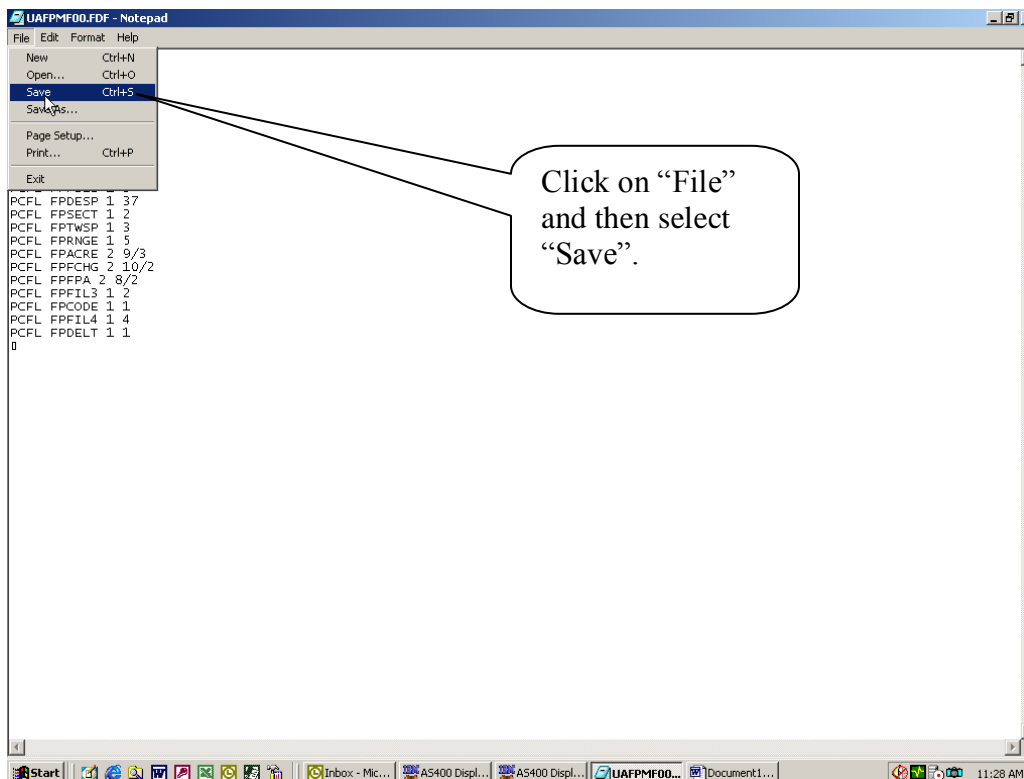 UAFPMF00.FDF - Notepad
File Edit Format Help
New Ctrl+N
Open... Ctrl+O
Save Ctrl+S
Save As...
Page Setup...
Print... Ctrl+P
Exit
PCFL FPDESP 1 37
PCFL FPSECT 1 2
PCFL FPTWSP 1 3
PCFL FPRNGE 1 5
PCFL FPACRE 2 9/3
PCFL FPFCHG 2 10/2
PCFL FPFPA 2 8/2
PCFL FPFIL3 1 2
PCFL FPCODE 1 1
PCFL FPFIL4 1 4
PCFL FPDELT 1 1
Click on “File”
and then select
“Save”.
Start Inbox - Mic... AS400 Displ... AS400 Displ... UAFPMF00... Document1... 11:28 AM